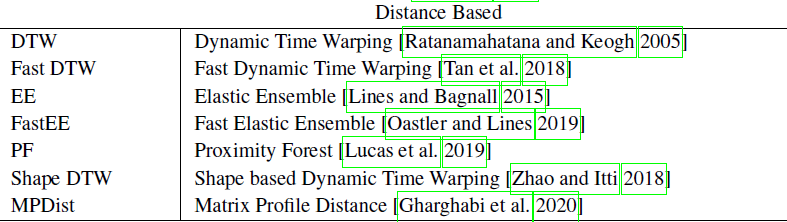 Distance Based
DTW Dynamic Time Warping [Ratanamahatana and Keogh 2005]
Fast DTW Fast Dynamic Time Warping [Tan et al. 2018]
EE Elastic Ensemble [Lines and Bagnall 2015]
FastEE Fast Elastic Ensemble [Oastler and Lines 2019]
PF Proximity Forest [Lucas et al. 2019]
Shape DTW Shape based Dynamic Time Warping [Zhao and Itti 2018]
MPDist Matrix Profile Distance [Gharghabi et al. 2020]